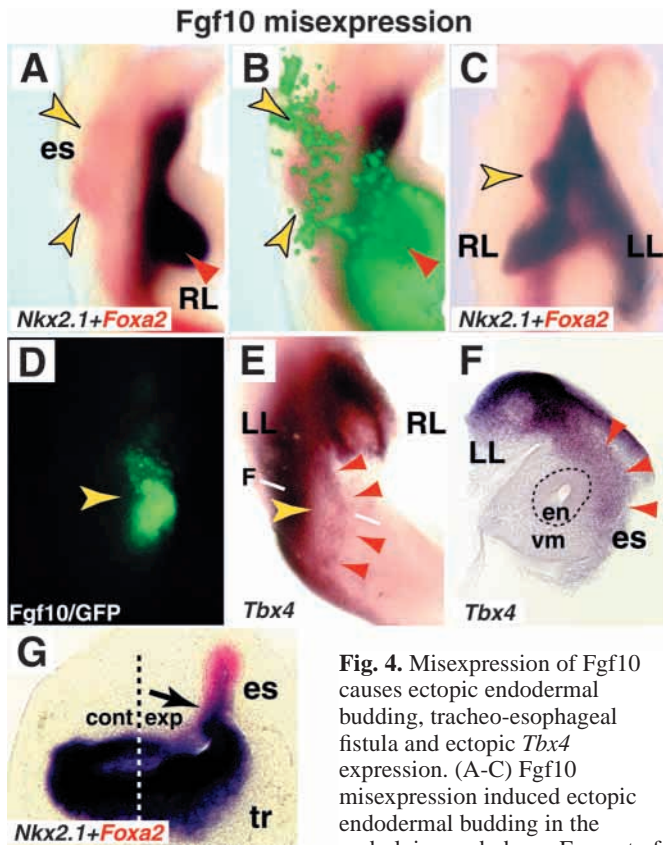 Fgf10 misexpression
A
es
RL
Nkx2.1+Foxa2
B
C
RL
LL
Nkx2.1+Foxa2
D
Fgf10/GFP
E
LL
RL
F
Tbx4
F
LL
en
vm
es
Tbx4
G
cont
exp
es
tr
Nkx2.1+Foxa2
Fig. 4. Misexpression of Fgf10
causes ectopic endodermal
budding, tracheo-esophageal
fistula and ectopic Tbx4
expression. (A-C) Fgf10
misexpression induced ectopic
endodermal budding in the